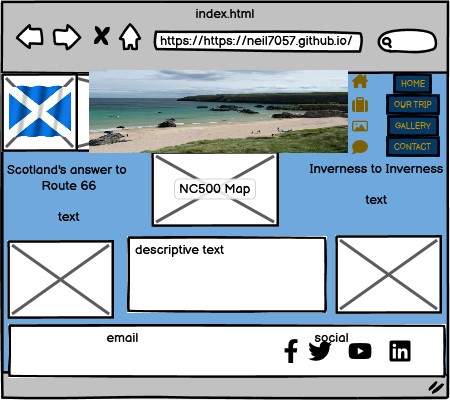 index.html
https://https://neil7057.github.io/
HOME
OUR TRIP
GALLERY
CONTACT
Scotland's answer to
Route 66
text
NC500 Map
Inverness to Inverness
text
descriptive text
email
social